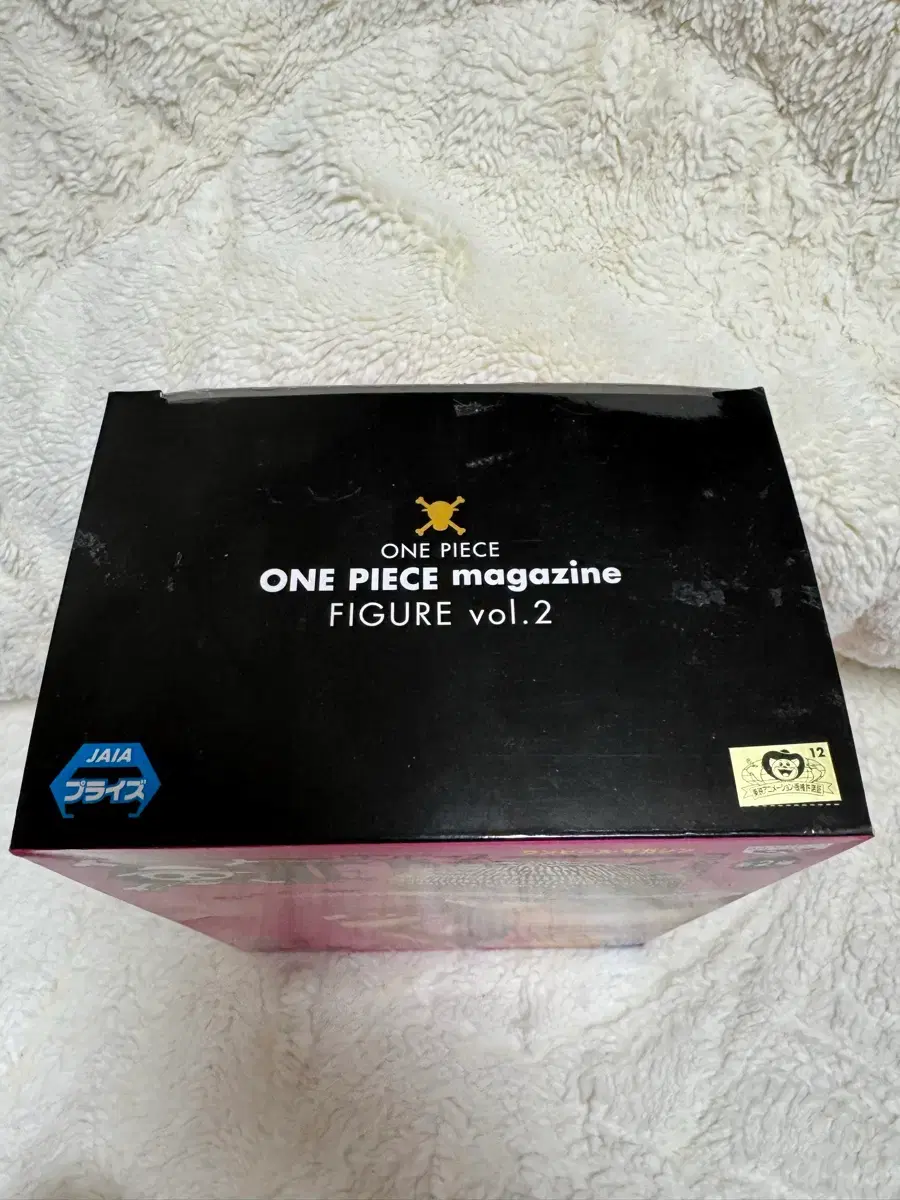 ONE PIECE
ONE PIECE magazine
FIGURE vol.2
JAIA
プライズ
12